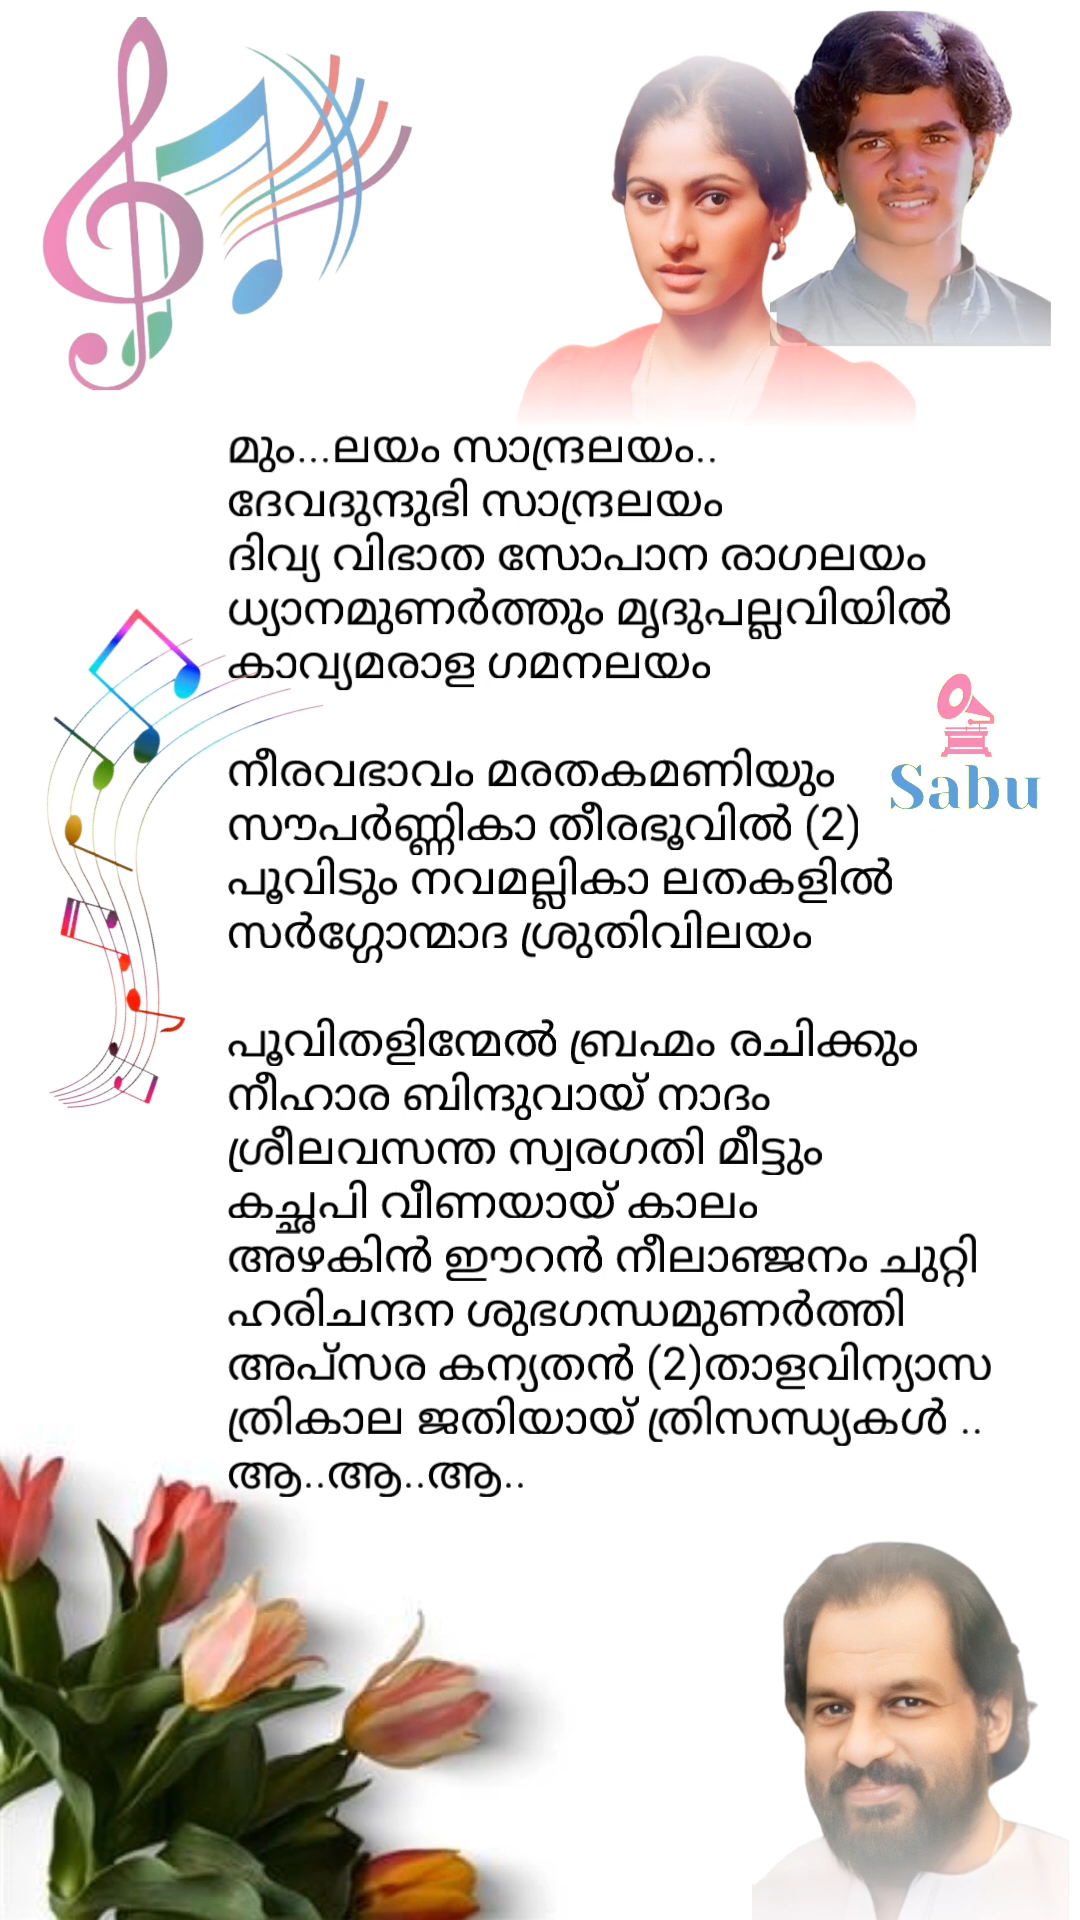 മും...ലയം സാന്ദ്രലയം..
ദേവദുന്ദുഭി സാന്ദ്രലയം
ദിവ്യ വിഭാത സോപാന രാഗലയം
ധ്യാനമുണർത്തും മൃദുപല്ലവിയിൽ
കാവ്യമരാള ഗമനലയം
നീരവഭാവം മരതകമണിയും
സൗപർണ്ണികാ തീരഭൂവിൽ (2)
പൂവിടും നവമല്ലികാ ലതകളിൽ
സർഗ്ഗോന്മാദ ശ്രുതിവിലയം
Sabu
പൂവിതളിന്മേൽ ബ്രഹ്മം രചിക്കും
നീഹാര ബിന്ദുവായ് നാദം
ശ്രീലവസന്ത സ്വരഗതി മീട്ടും
കച്ഛപി വീണയായ് കാലം
അഴകിൻ ഈറൻ നീലാഞ്ജനം ചുറ്റി
ഹരിചന്ദന ശുഭഗന്ധമുണർത്തി
അപ്സര കന്യതൻ (2)താളവിന്യാസ
ത്രികാല ജതിയായ് ത്രിസന്ധ്യകൾ ..
ആ..ആ..ആ..